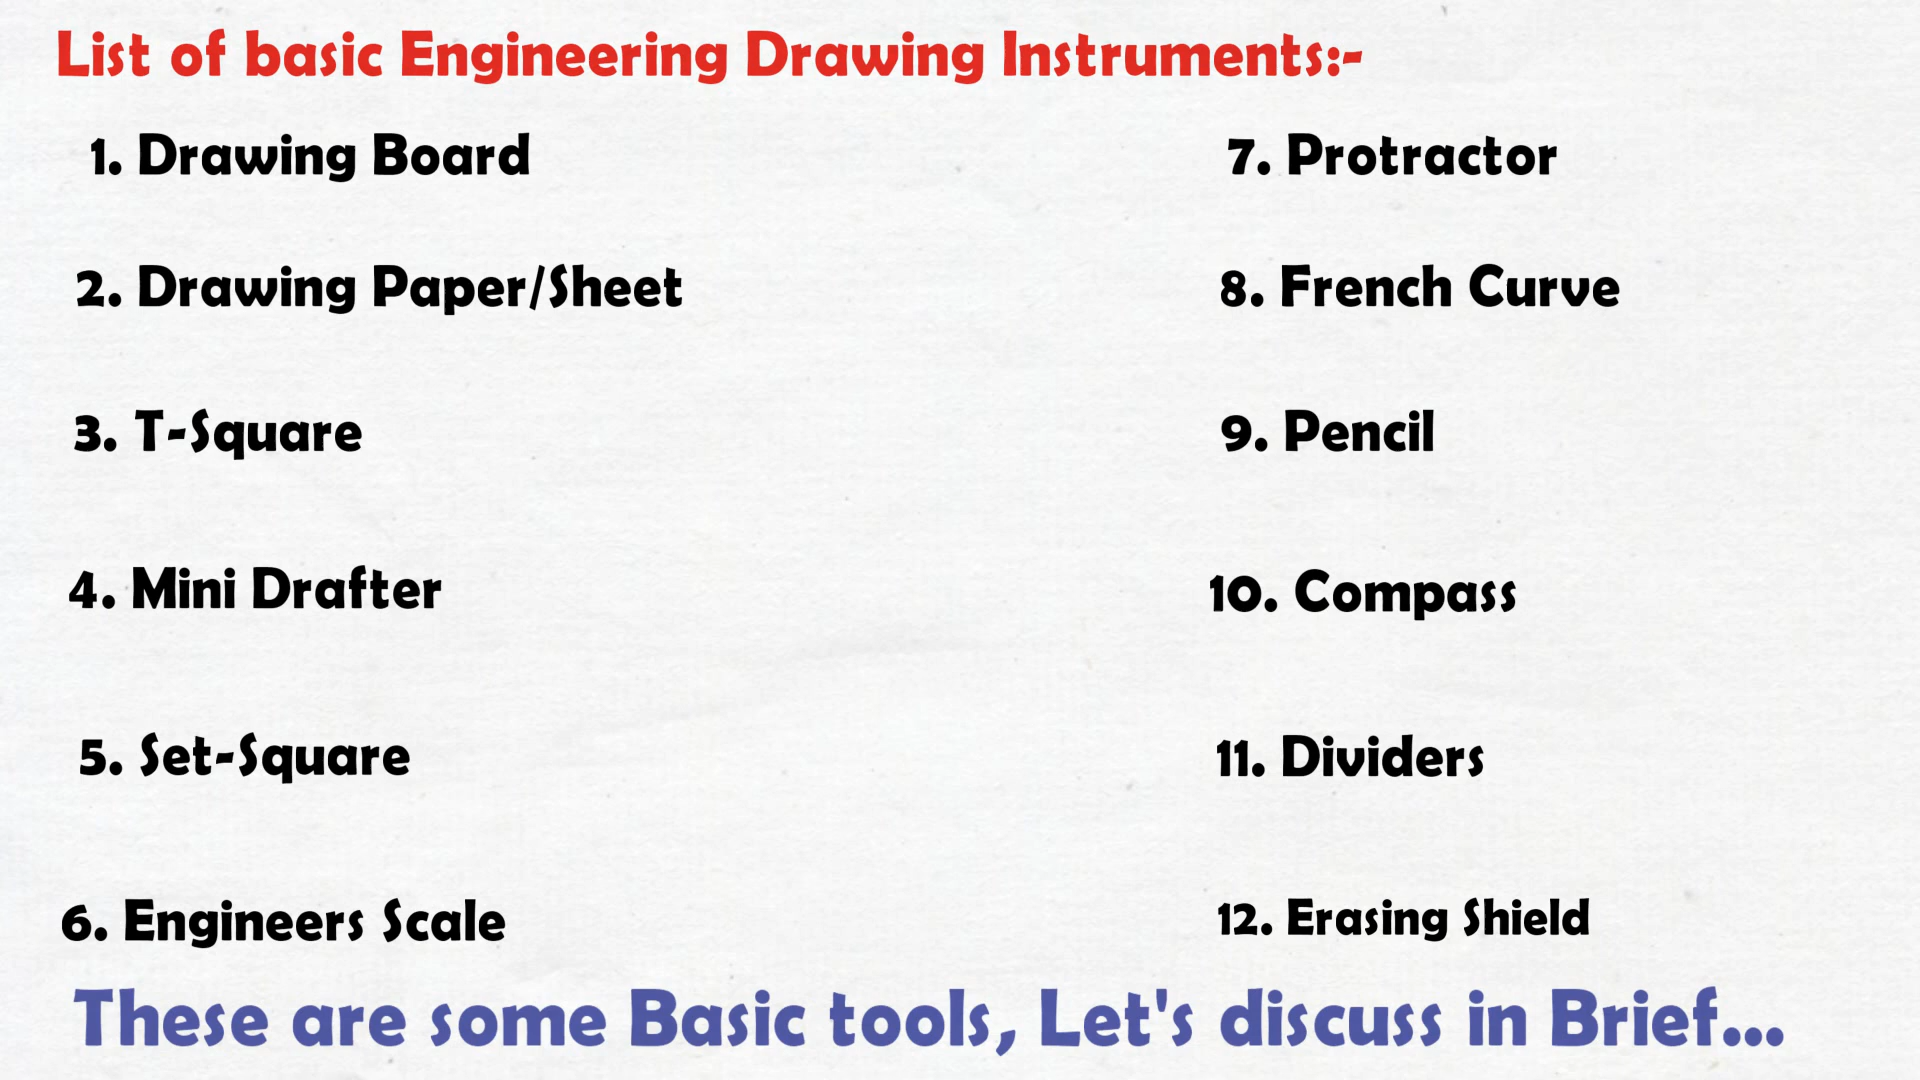 List of basic Engineering Drawing Instruments:-
1. Drawing Board
2. Drawing Paper/Sheet
3. T-Square
4. Mini Drafter
5. Set-Square
6. Engineers Scale
7. Protractor
8. French Curve
9. Pencil
10. Compass
11. Dividers
12. Erasing Shield
These are some Basic tools, Let's discuss in Brief...